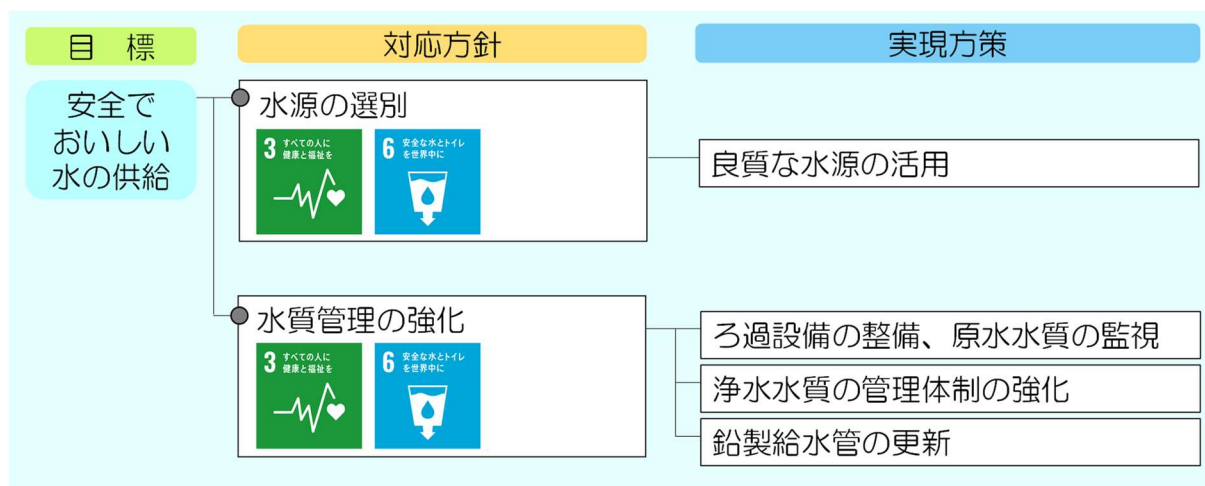 目 標
対応方針
実現方策
安全で
おいしい
水の供給
水源の選別
3 すべての人に
健康と福祉を
6 安全な水とトイレ
を世界中に
良質な水源の活用
水質管理の強化
3 すべての人に
健康と福祉を
6 安全な水とトイレ
を世界中に
ろ過設備の整備、原水水質の監視
浄水水質の管理体制の強化
鉛製給水管の更新